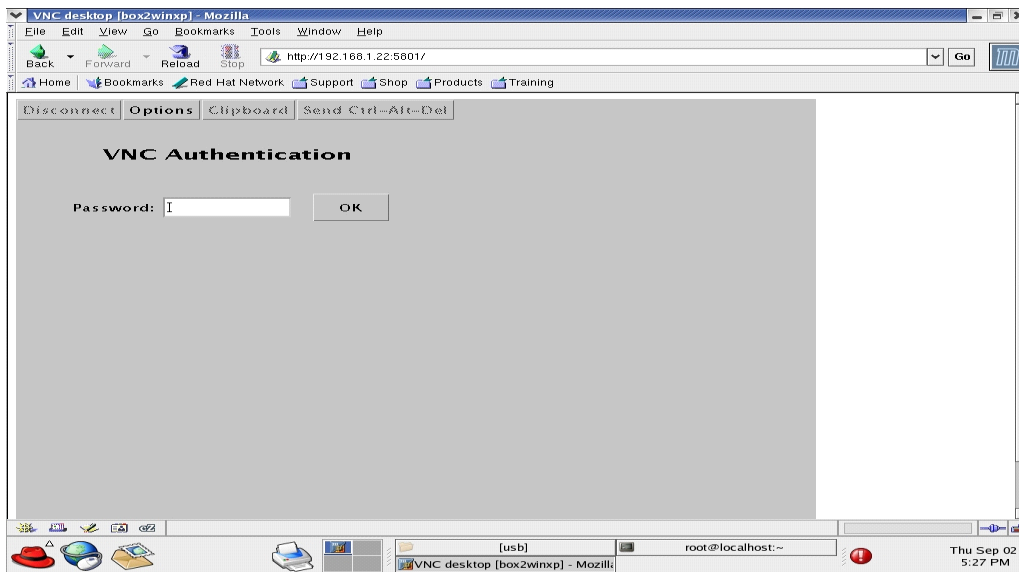 VNC desktop [box2winxp] - Mozilla
File Edit View Go Bookmarks Tools Window Help
http://192.168.1.22:5801/
Go
Back Forward Reload Stop
Home Bookmarks Red Hat Network Support Shop Products Training
Disconnect Options Clipboard Send Ctrl-Alt-Del
VNC Authentication
Password: OK
[usb] root@localhost:~
VNC desktop [box2winxp] - Mozilla
Thu Sep 02
5:27 PM